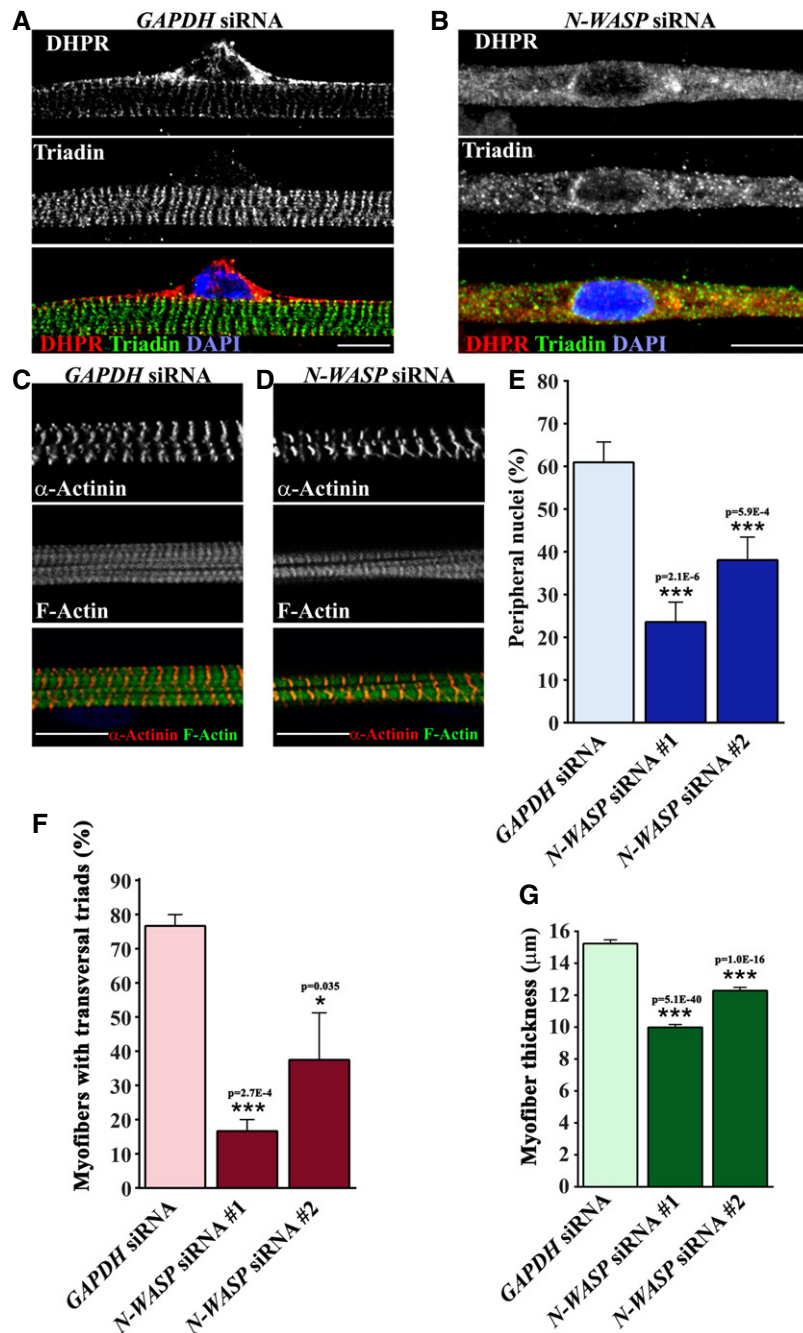 A
GAPDH siRNA
DHPR
Triadin
DHPR Triadin DAPI
B
N-WASP siRNA
DHPR
Triadin
DHPR Triadin DAPI
C
GAPDH siRNA
α-Actinin
F-Actin
α-Actinin F-Actin
D
N-WASP siRNA
α-Actinin
F-Actin
α-Actinin F-Actin
E
Peripheral nuclei (%)
80
70
60
50
40
30
20
10
0
p=2.1E-6
***
p=5.9E-4
***
GAPDH siRNA
N-WASP siRNA #1
N-WASP siRNA #2
F
Myofibers with transversal triads (%)
90
80
70
60
50
40
30
20
10
0
p=2.7E-4
***
p=0.035
*
GAPDH siRNA
N-WASP siRNA #1
N-WASP siRNA #2
G
Myofiber thickness (μm)
16
14
12
10
8
6
4
2
0
p=5.1E-40
***
p=1.0E-16
***
GAPDH siRNA
N-WASP siRNA #1
N-WASP siRNA #2